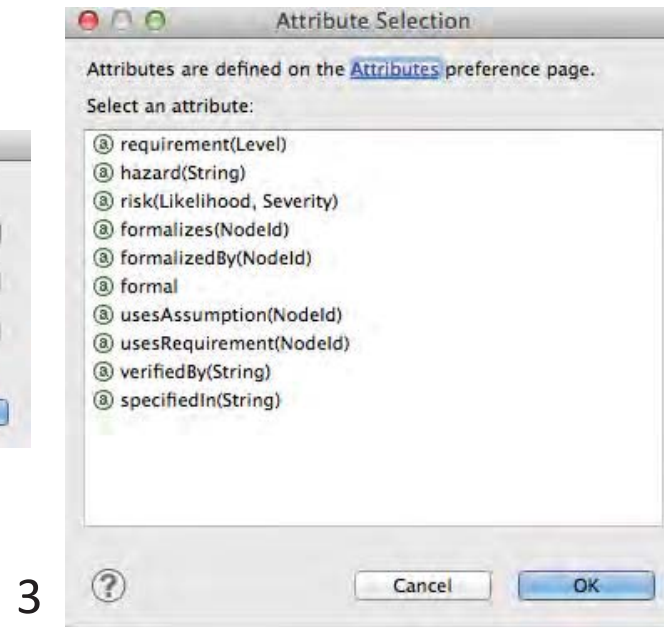 Attribute Selection
Attributes are defined on the Attributes preference page.
Select an attribute:
@ requirement(Level)
@ hazard(String)
@ risk(Likelihood, Severity)
@ formalizes(NodeId)
@ formalizedBy(NodeId)
@ formal
@ usesAssumption(NodeId)
@ usesRequirement(NodeId)
@ verifiedBy(String)
@ specifiedIn(String)
3
?
Cancel
OK